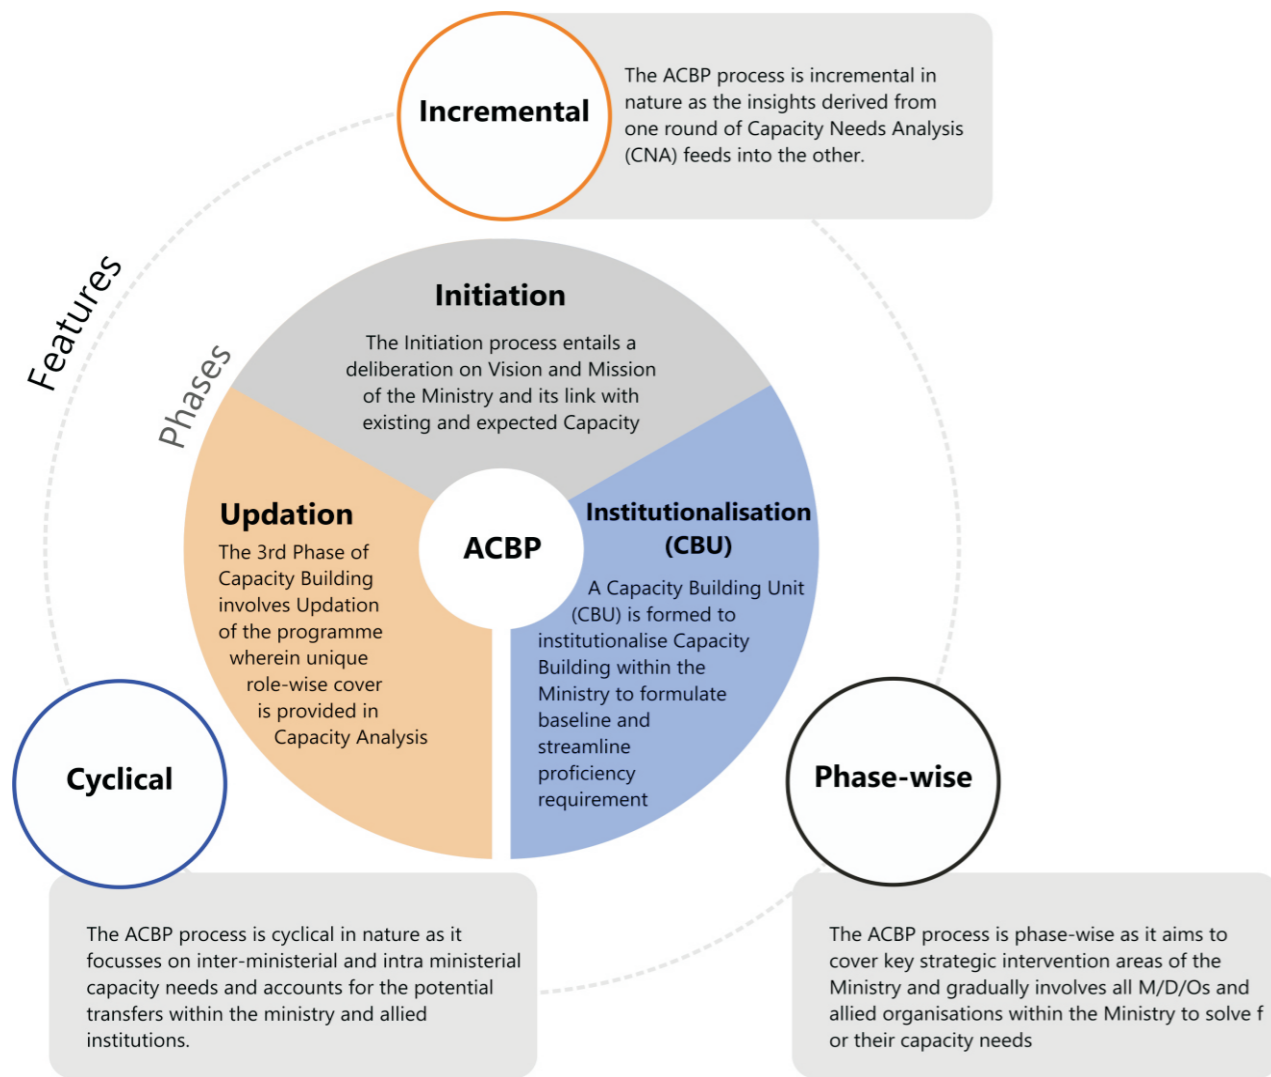 Incremental
The ACBP process is incremental in
nature as the insights derived from
one round of Capacity Needs Analysis
(CNA) feeds into the other.
Features
Phases
Initiation
The Initiation process entails a
deliberation on Vision and Mission
of the Ministry and its link with
existing and expected Capacity
Updation
The 3rd Phase of
Capacity Building
involves Updation
of the programme
wherein unique
role-wise cover
is provided in
Capacity Analysis
ACBP
Institutionalisation
(CBU)
A Capacity Building Unit
(CBU) is formed to
institutionalise Capacity
Building within the
Ministry to formulate
baseline and
streamline
proficiency
requirement
Cyclical
The ACBP process is cyclical in nature as it
focusses on inter-ministerial and intra ministerial
capacity needs and accounts for the potential
transfers within the ministry and allied
institutions.
Phase-wise
The ACBP process is phase-wise as it aims to
cover key strategic intervention areas of the
Ministry and gradually involves all M/D/Os and
allied organisations within the Ministry to solve f
or their capacity needs